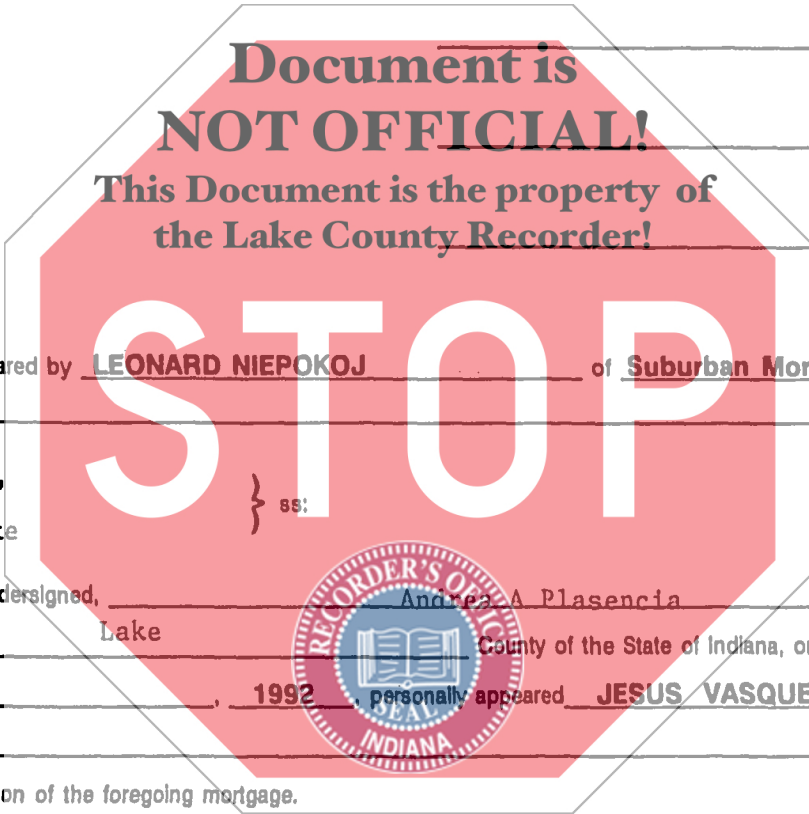 Document is
NOT OFFICIAL!
This Document is the property of
the Lake County Recorder!
STOP
ared by LEONARD NIEPOKOJ of Suburban Mor
} ss:
dersigned, Andrea A Plasencia
Lake County of the State of Indiana, on
, 1992, personally appeared JESUS VASQUE
on of the foregoing mortgage.
RECORDER'S OFFICE
SEAL
INDIANA